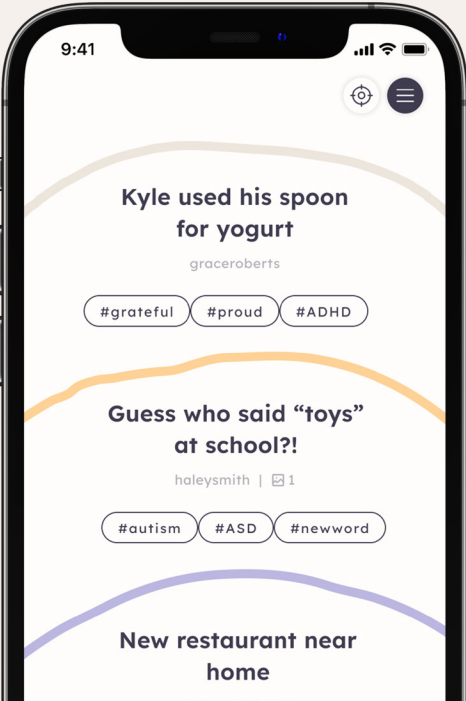 9:41
Kyle used his spoon
for yogurt
graceroberts
#grateful #proud #ADHD
Guess who said “toys”
at school?!
haleysmith | 1
#autism #ASD #newword
New restaurant near
home